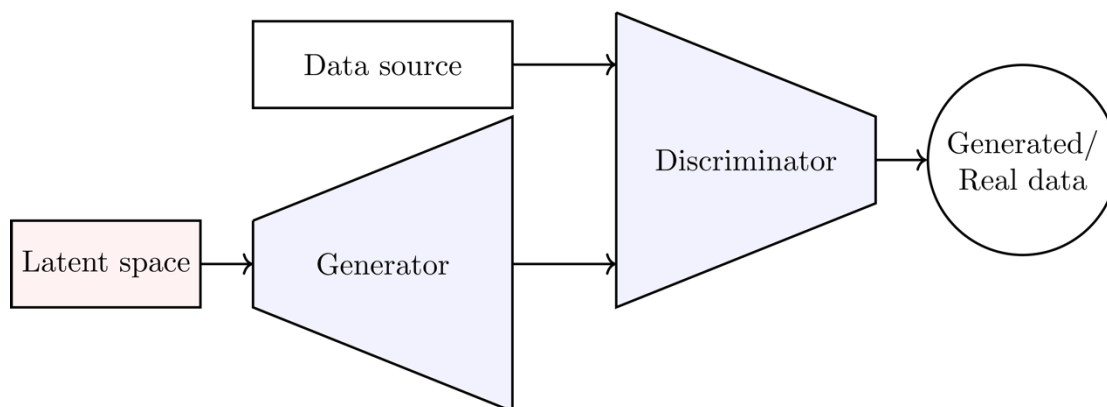 Data source
Discriminator
Generated/
Real data
Latent space
Generator